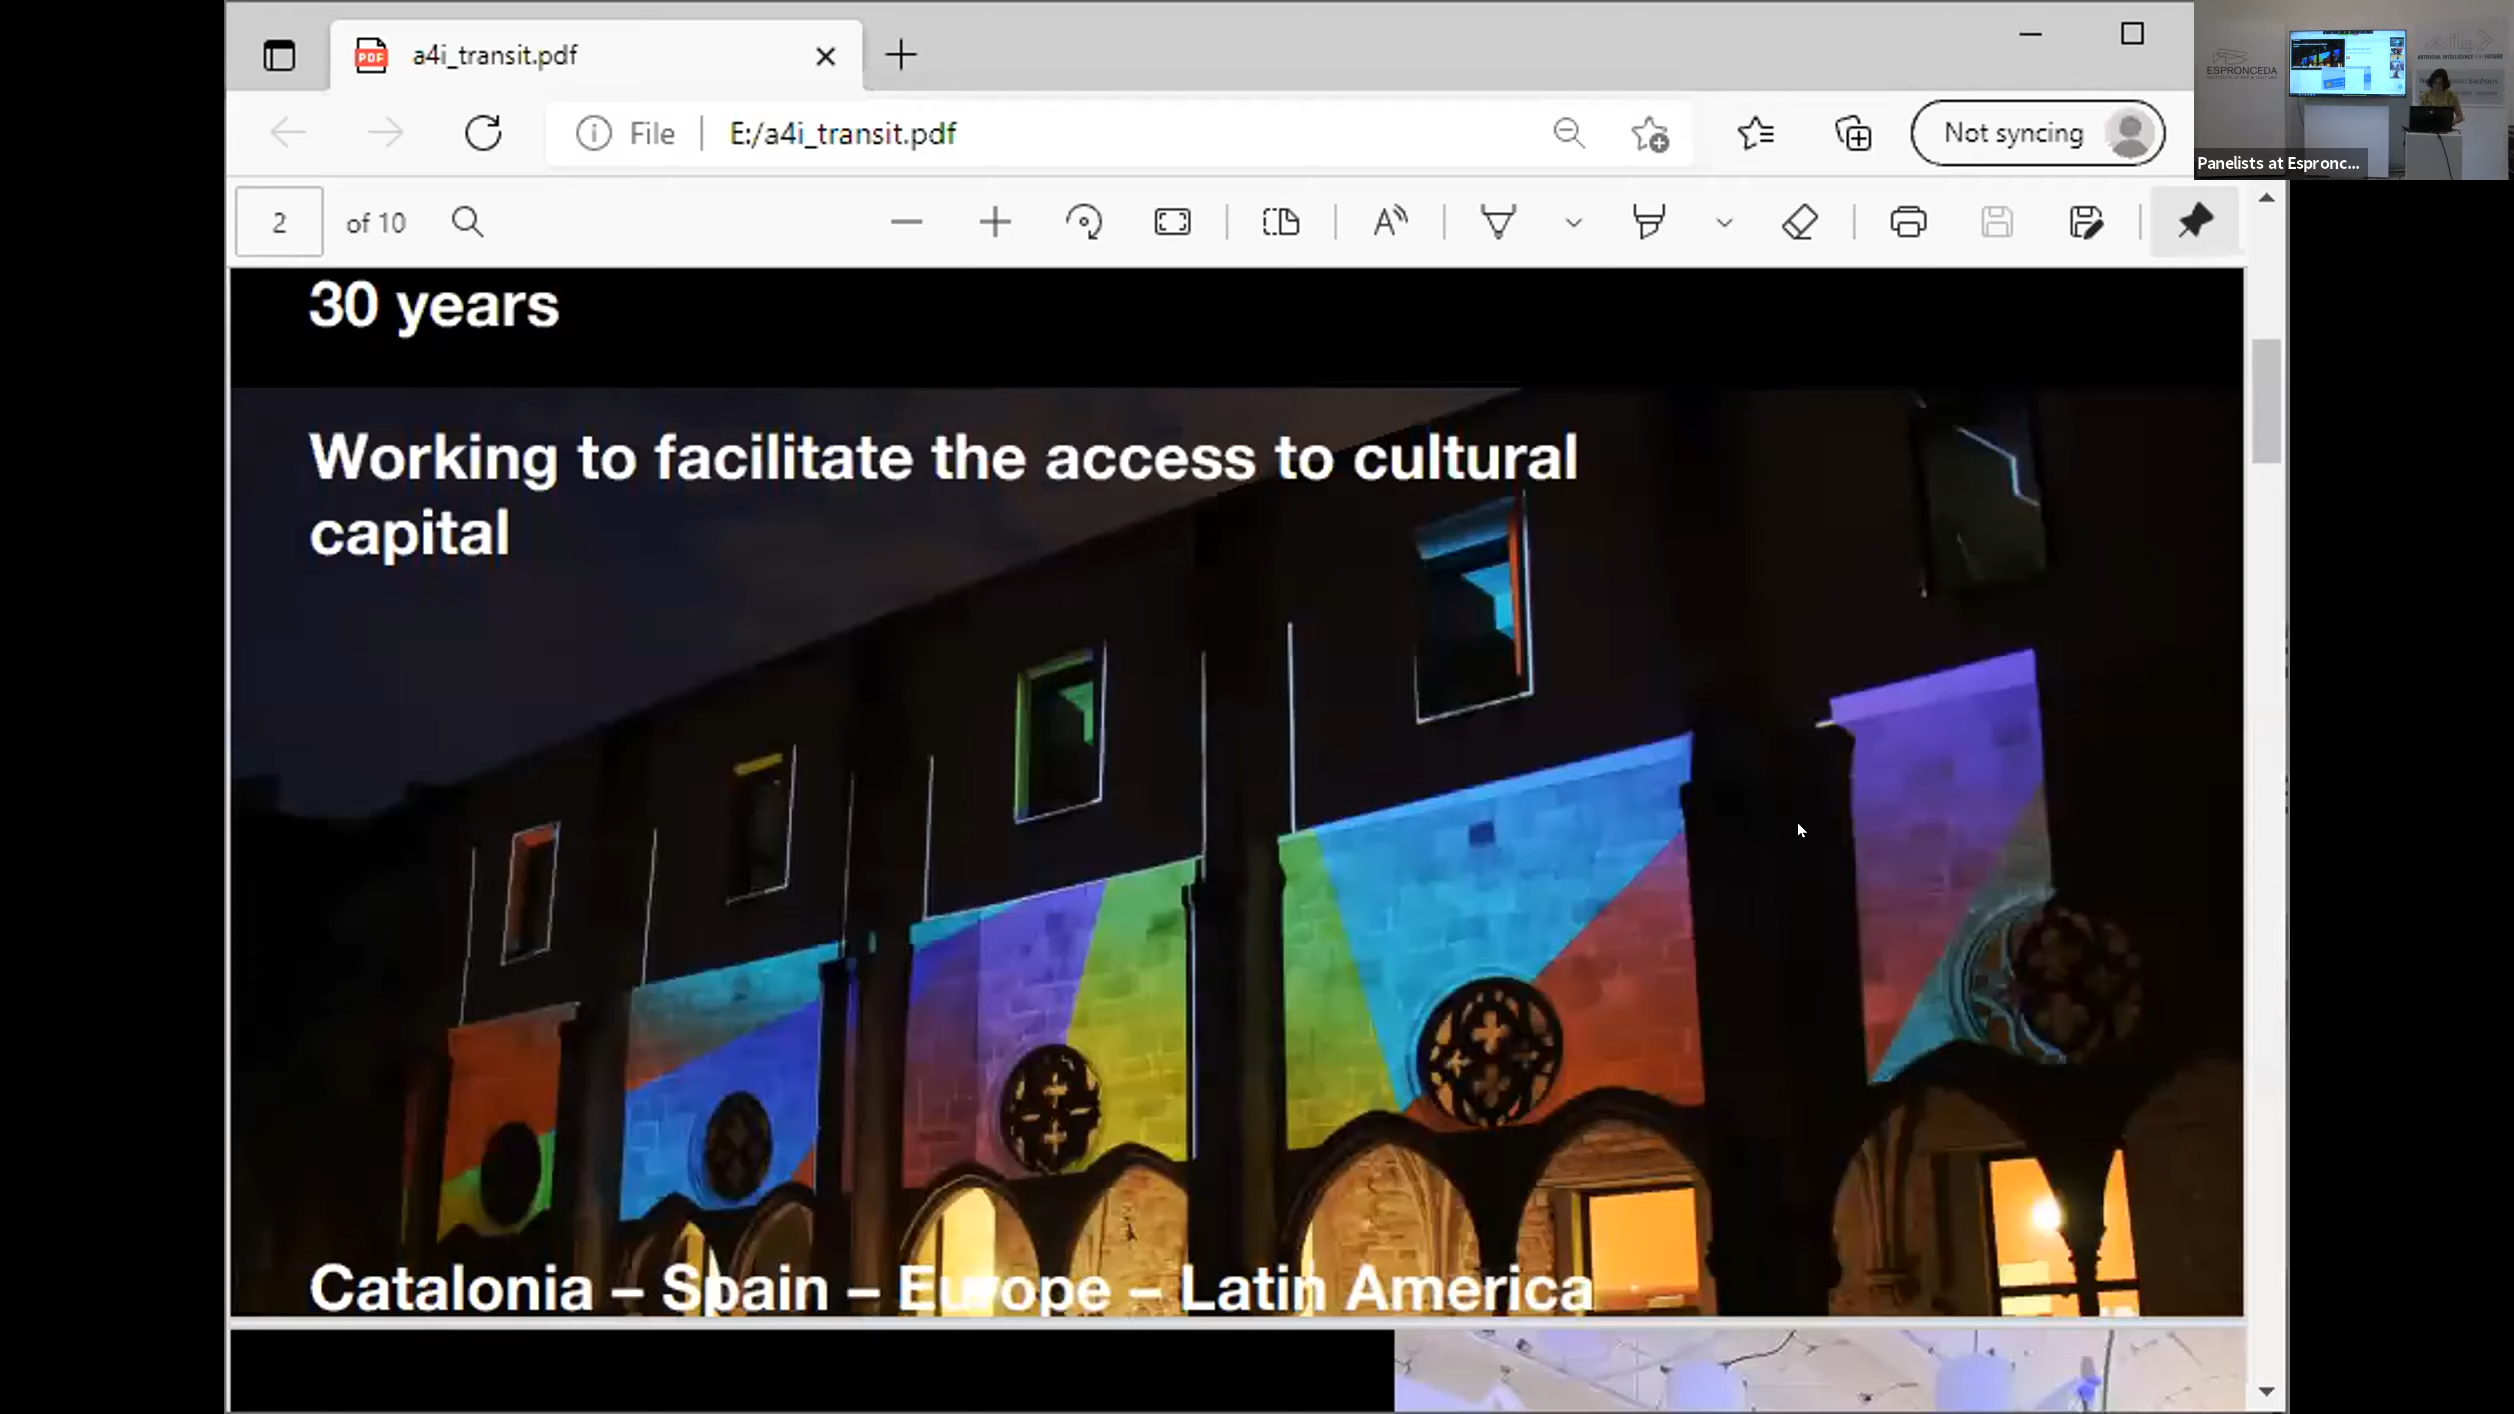 a4i_transit.pdf
File
E:/a4i_transit.pdf
Not syncing
ESPRONCEDA
Panelists at Espronc...
2 of 10
30 years
Working to facilitate the access to cultural
capital
Catalonia – Spain – Europe – Latin America